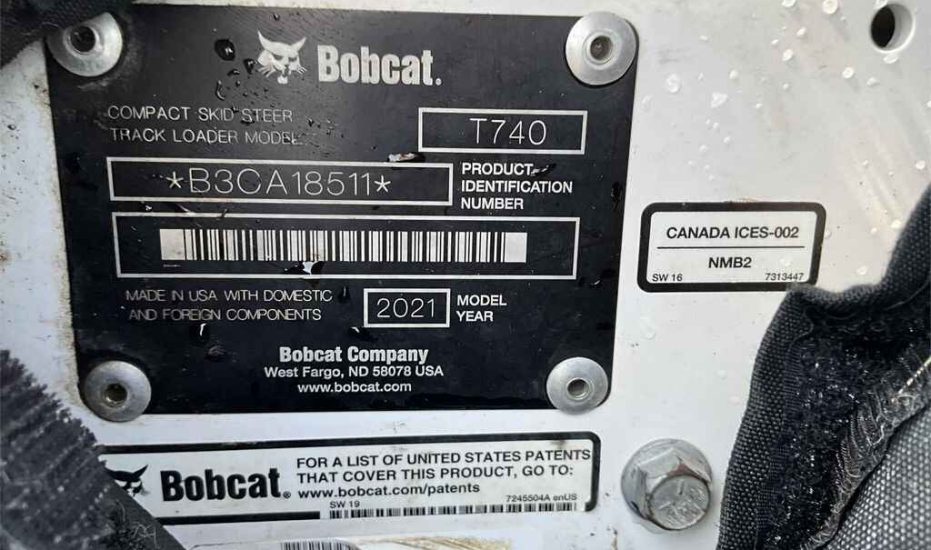 Bobcat.
COMPACT SKID STEER
TRACK LOADER MODEL
T740
*B3CA18511*
PRODUCT
IDENTIFICATION
NUMBER
MADE IN USA WITH DOMESTIC
AND FOREIGN COMPONENTS
2021
MODEL
YEAR
Bobcat Company
West Fargo, ND 58078 USA
www.bobcat.com
CANADA ICES-002
NMB2
SW 16 7313447
Bobcat.
FOR A LIST OF UNITED STATES PATENTS
THAT COVER THIS PRODUCT, GO TO:
www.bobcat.com/patents
SW 19 7245504A enUS